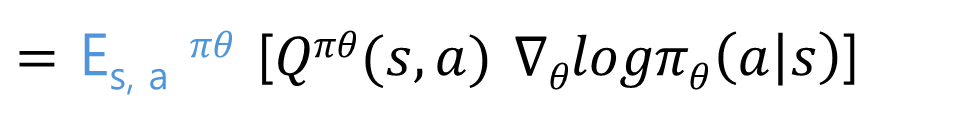 = E_{s, a}^{πθ} [Q^{πθ}(s, a) ∇_θ logπ_θ(a|s)]